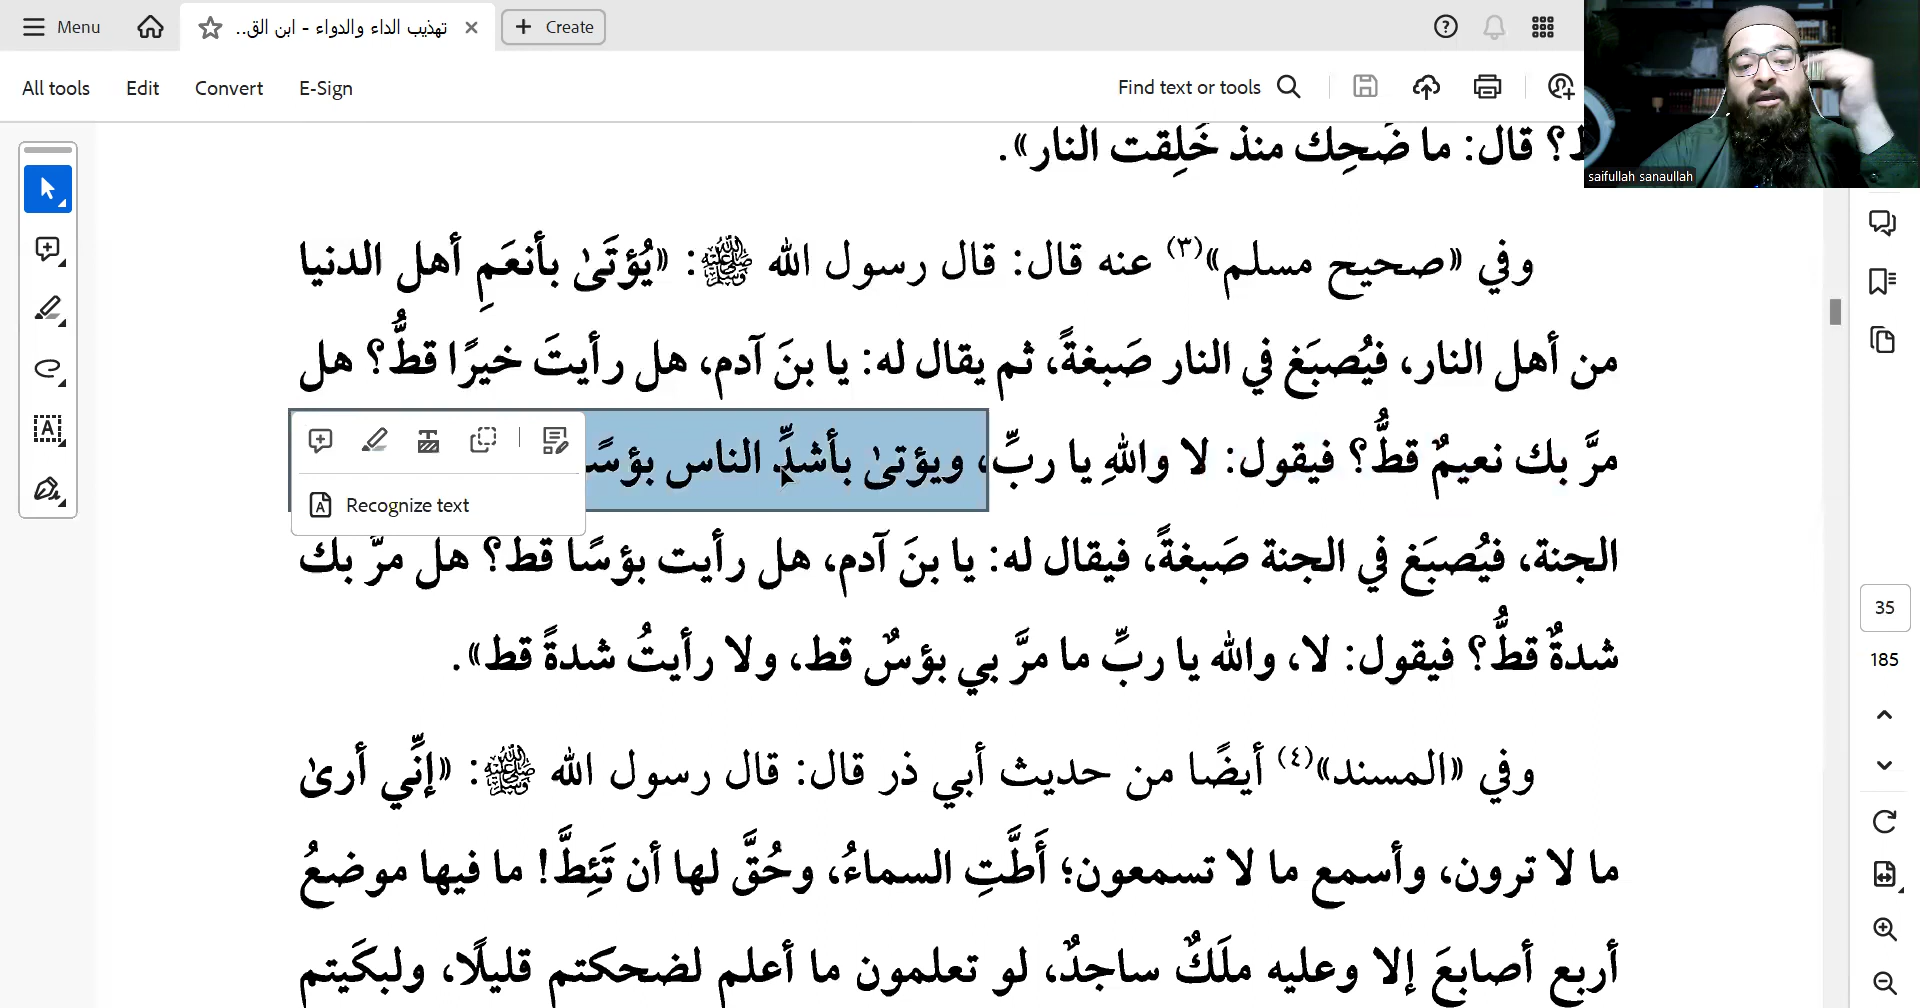 Menu
تهذيب الداء والدواء - ابن الق..
Create
All tools
Edit
Convert
E-Sign
Find text or tools
saifullah sanaullah
؟ قال: ما ضَحِك منذ خَلِقت النار».
وفي «صحيح مسلم»(٣) عنه قال: قال رسول الله ﷺ: «يُؤتَىٰ بأنعَمِ أهل الدنيا
من أهل النار، فيُصبَغ في النار صَبغةً، ثم يقال له: يا بنَ آدم، هل رأيتَ خيرًا قطُّ؟ هل
مرَّ بك نعيمٌ قطُّ؟ فيقول: لا واللهِ يا ربِّ، ويؤتىٰ بأشدِّ الناس بؤسًا
Recognize text
الجنة، فيُصبَغ في الجنة صَبغةً، فيقال له: يا بنَ آدم، هل رأيت بؤسًا قط؟ هل مرَّ بك
شدةٌ قطُّ؟ فيقول: لا، والله يا ربِّ ما مرَّ بي بؤسٌ قط، ولا رأيتُ شدةً قط».
وفي «المسند»(٤) أيضًا من حديث أبي ذر قال: قال رسول الله ﷺ: «إنِّي أرىٰ
ما لا ترون، وأسمع ما لا تسمعون؛ أَطَّتِ السماءُ، وحُقَّ لها أن تَئِطَّ! ما فيها موضعُ
أربع أصابعَ إلا وعليه ملَكٌ ساجدٌ، لو تعلمون ما أعلم لضحكتم قليلًا، ولبكَيتم
35
185